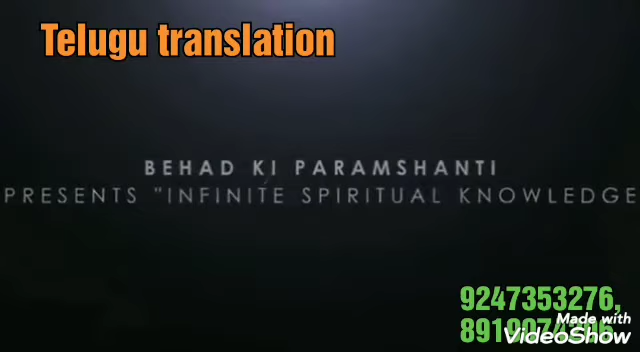 Telugu translation
BEHAD KI PARAMSHANTI
PRESENTS "INFINITE SPIRITUAL KNOWLEDGE
9247353276,
Made with
VideoShow